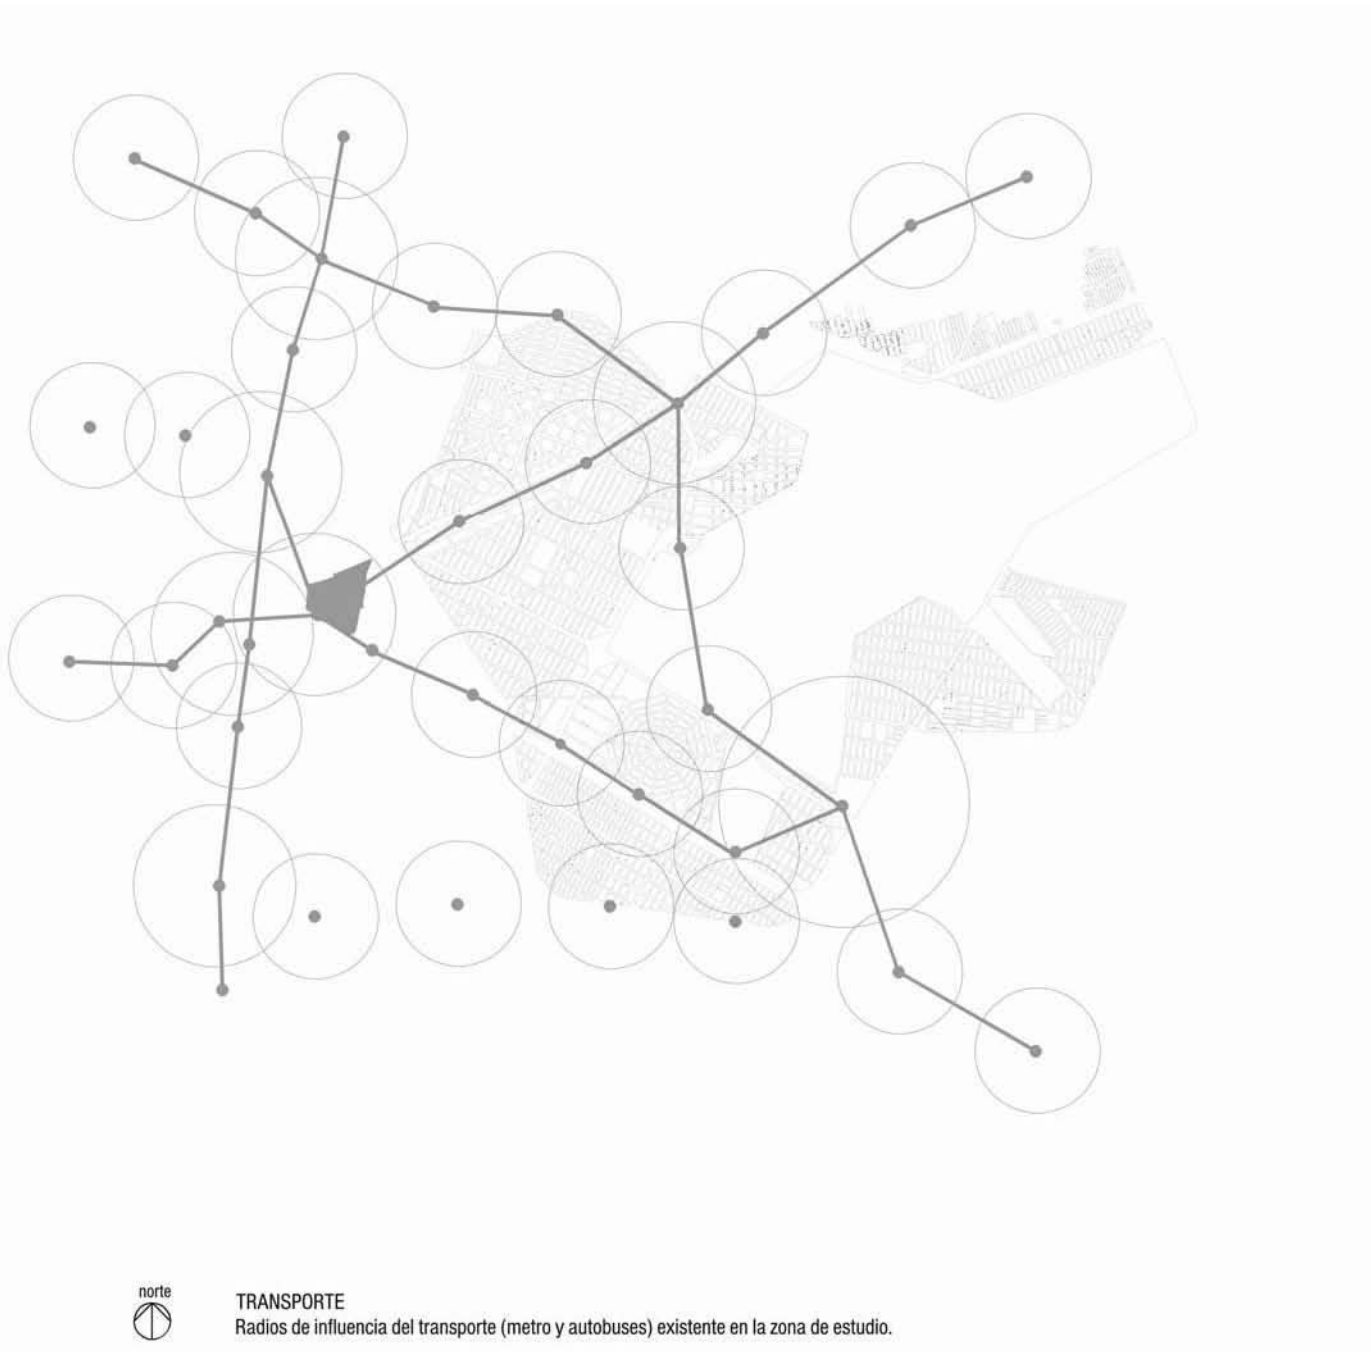 norte
TRANSPORTE
Radios de influencia del transporte (metro y autobuses) existente en la zona de estudio.